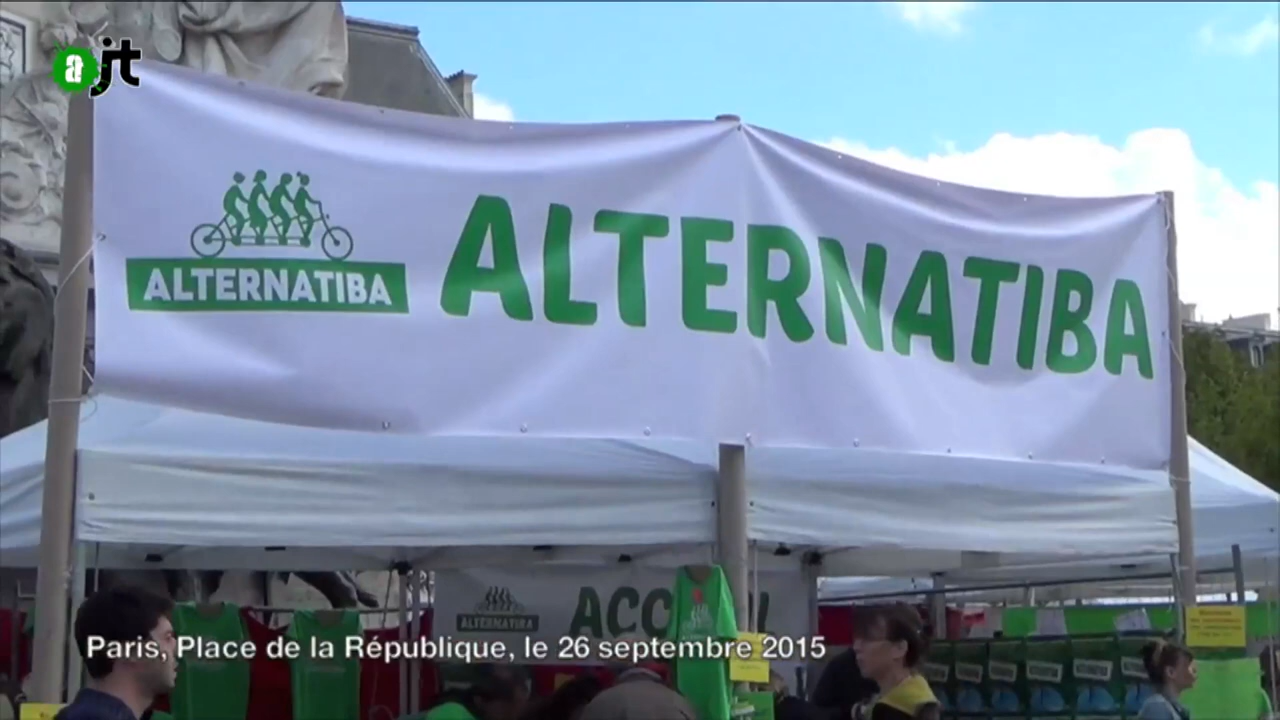 ajt
ALTERNATIBA
ALTERNATIBA
ALTERNATIBA
Paris, Place de la République, le 26 septembre 2015